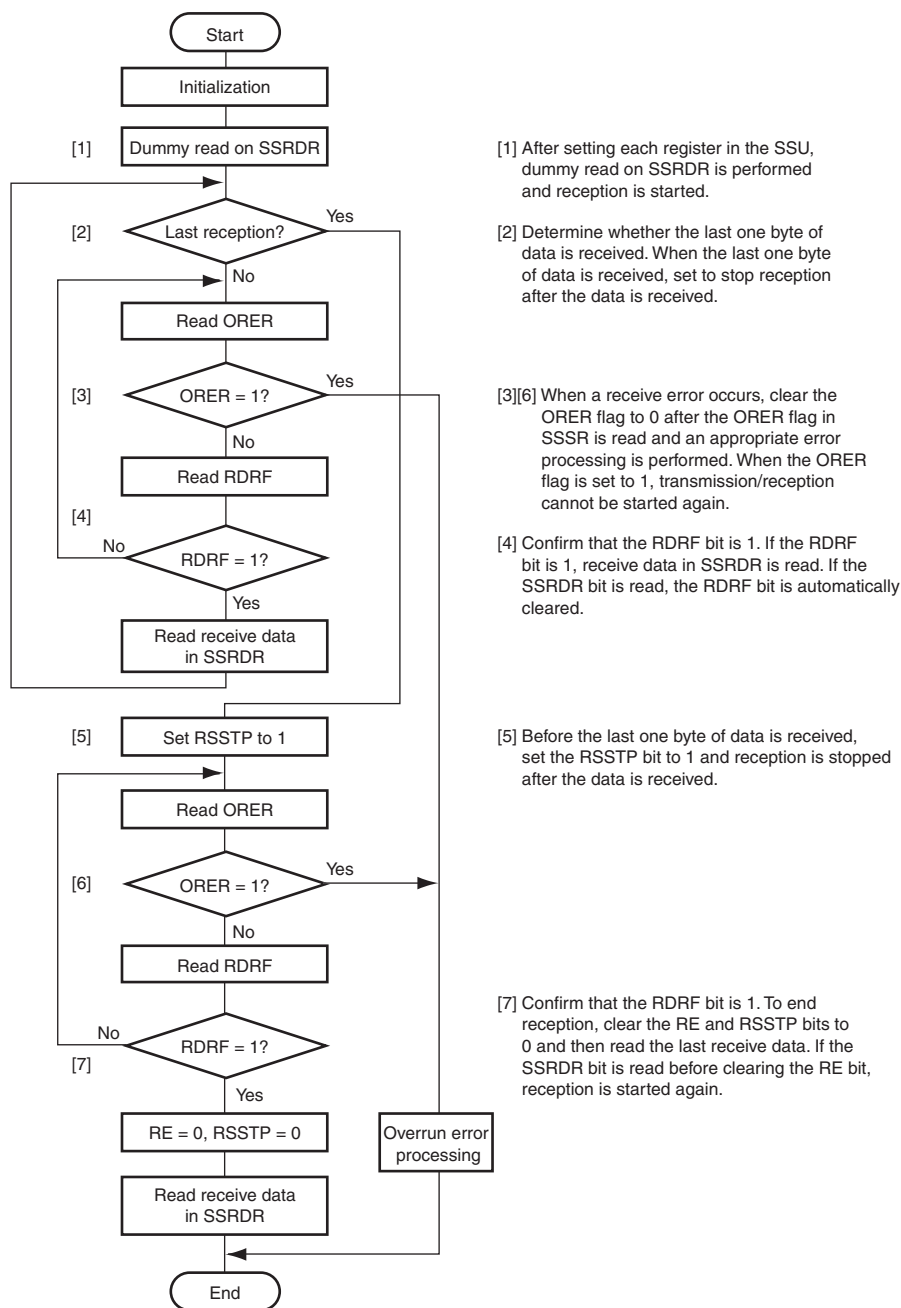 Start
Initialization
[1]
Dummy read on SSRDR
[1] After setting each register in the SSU,
dummy read on SSRDR is performed
and reception is started.
[2]
Last reception?
Yes
No
[2] Determine whether the last one byte of
data is received. When the last one byte
of data is received, set to stop reception
after the data is received.
Read ORER
[3]
ORER = 1?
Yes
No
[3][6] When a receive error occurs, clear the
ORER flag to 0 after the ORER flag in
SSSR is read and an appropriate error
processing is performed. When the ORER
flag is set to 1, transmission/reception
cannot be started again.
Read RDRF
[4]
No
RDRF = 1?
Yes
[4] Confirm that the RDRF bit is 1. If the RDRF
bit is 1, receive data in SSRDR is read. If the
SSRDR bit is read, the RDRF bit is automatically
cleared.
Read receive data
in SSRDR
[5]
Set RSSTP to 1
[5] Before the last one byte of data is received,
set the RSSTP bit to 1 and reception is stopped
after the data is received.
Read ORER
[6]
ORER = 1?
Yes
No
Read RDRF
No
RDRF = 1?
[7]
Yes
[7] Confirm that the RDRF bit is 1. To end
reception, clear the RE and RSSTP bits to
0 and then read the last receive data. If the
SSRDR bit is read before clearing the RE bit,
reception is started again.
RE = 0, RSSTP = 0
Overrun error
processing
Read receive data
in SSRDR
End